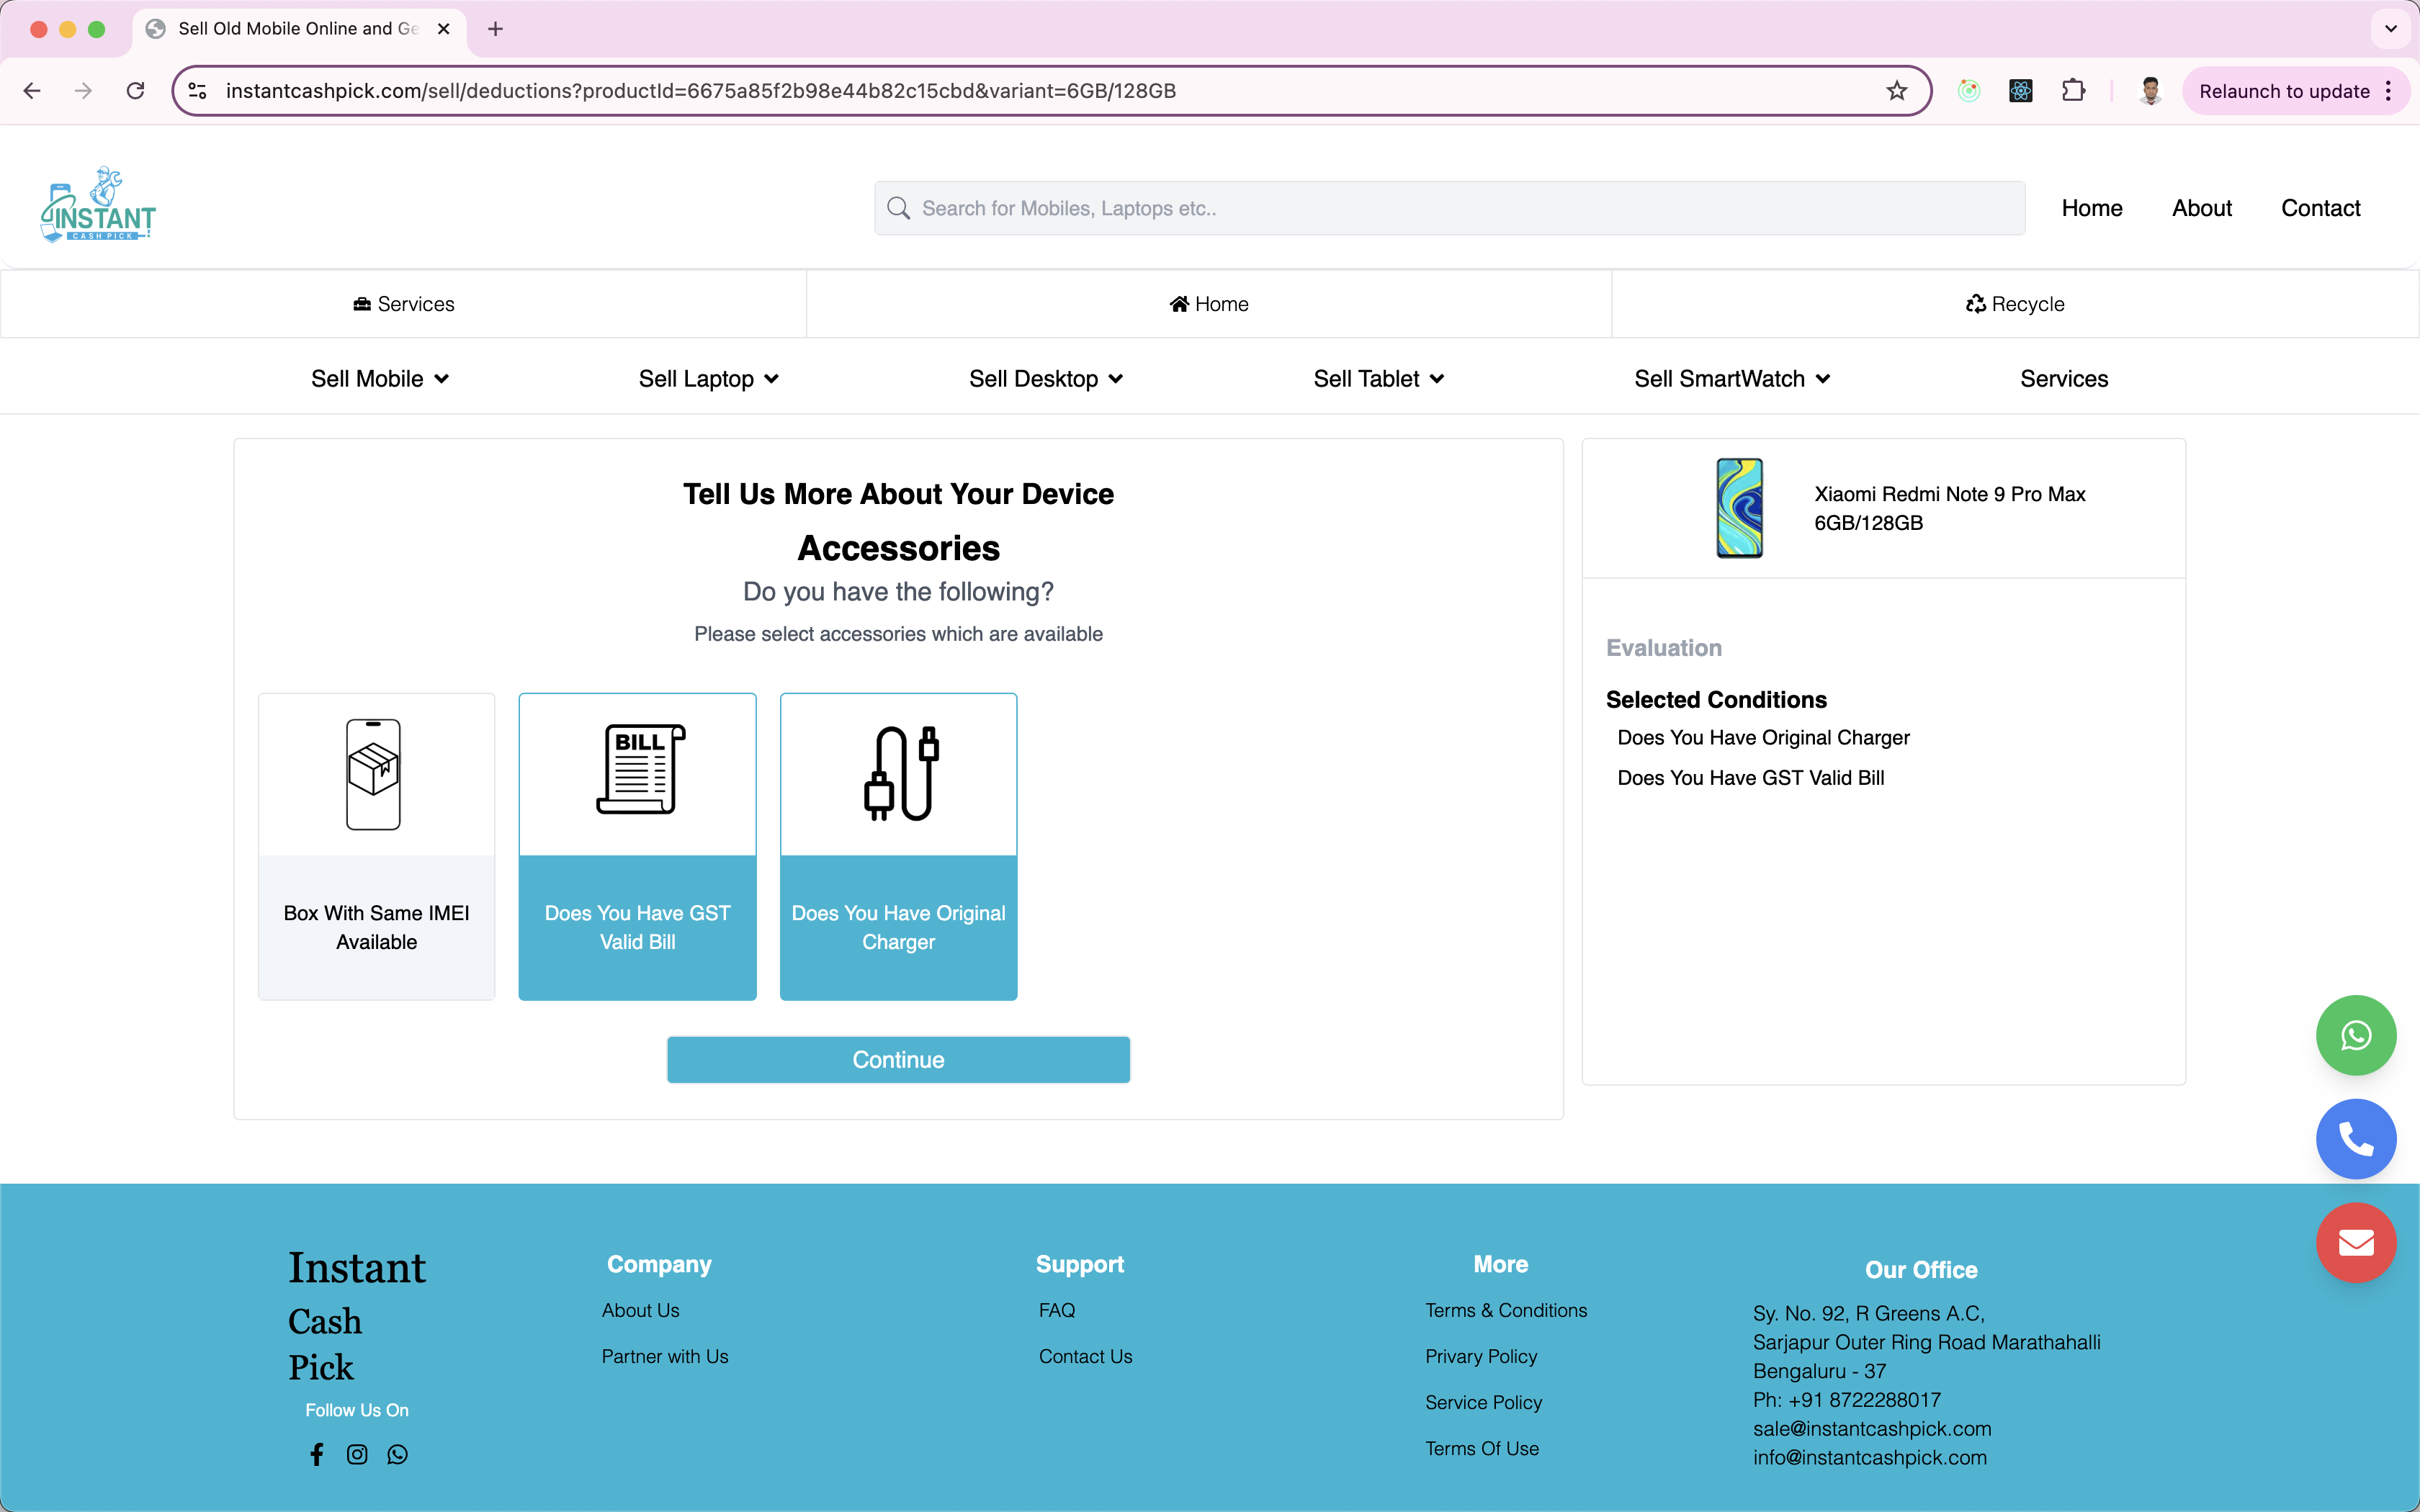 Sell Old Mobile Online and Ge
instantcashpick.com/sell/deductions?productId=6675a85f2b98e44b82c15cbd&variant=6GB/128GB
Relaunch to update
INSTANT
CASH PICK
Search for Mobiles, Laptops etc..
Home
About
Contact
Services
Home
Recycle
Sell Mobile
Sell Laptop
Sell Desktop
Sell Tablet
Sell SmartWatch
Services
Tell Us More About Your Device
Accessories
Do you have the following?
Please select accessories which are available
Box With Same IMEI
Available
BILL
Does You Have GST
Valid Bill
Does You Have Original
Charger
Continue
Xiaomi Redmi Note 9 Pro Max
6GB/128GB
Evaluation
Selected Conditions
Does You Have Original Charger
Does You Have GST Valid Bill
Instant
Cash
Pick
Follow Us On
Company
About Us
Partner with Us
Support
FAQ
Contact Us
More
Terms & Conditions
Privary Policy
Service Policy
Terms Of Use
Our Office
Sy. No. 92, R Greens A.C,
Sarjapur Outer Ring Road Marathahalli
Bengaluru - 37
Ph: +91 8722288017
sale@instantcashpick.com
info@instantcashpick.com